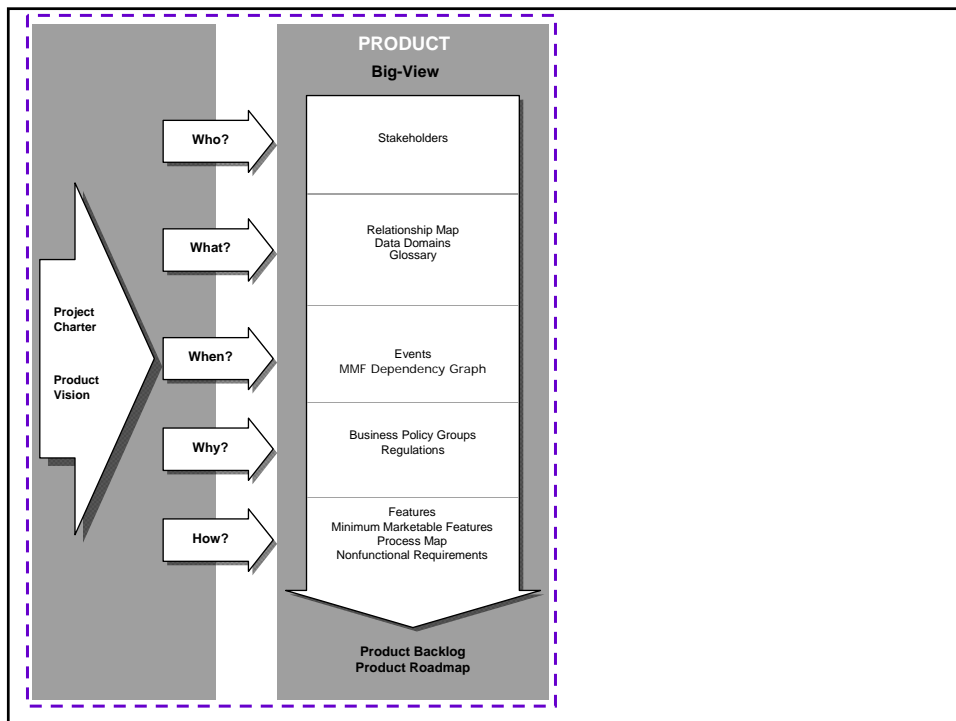 PRODUCT
Big-View
Project
Charter
Product
Vision
Who?
Stakeholders
What?
Relationship Map
Data Domains
Glossary
When?
Events
MMF Dependency Graph
Why?
Business Policy Groups
Regulations
How?
Features
Minimum Marketable Features
Process Map
Nonfunctional Requirements
Product Backlog
Product Roadmap